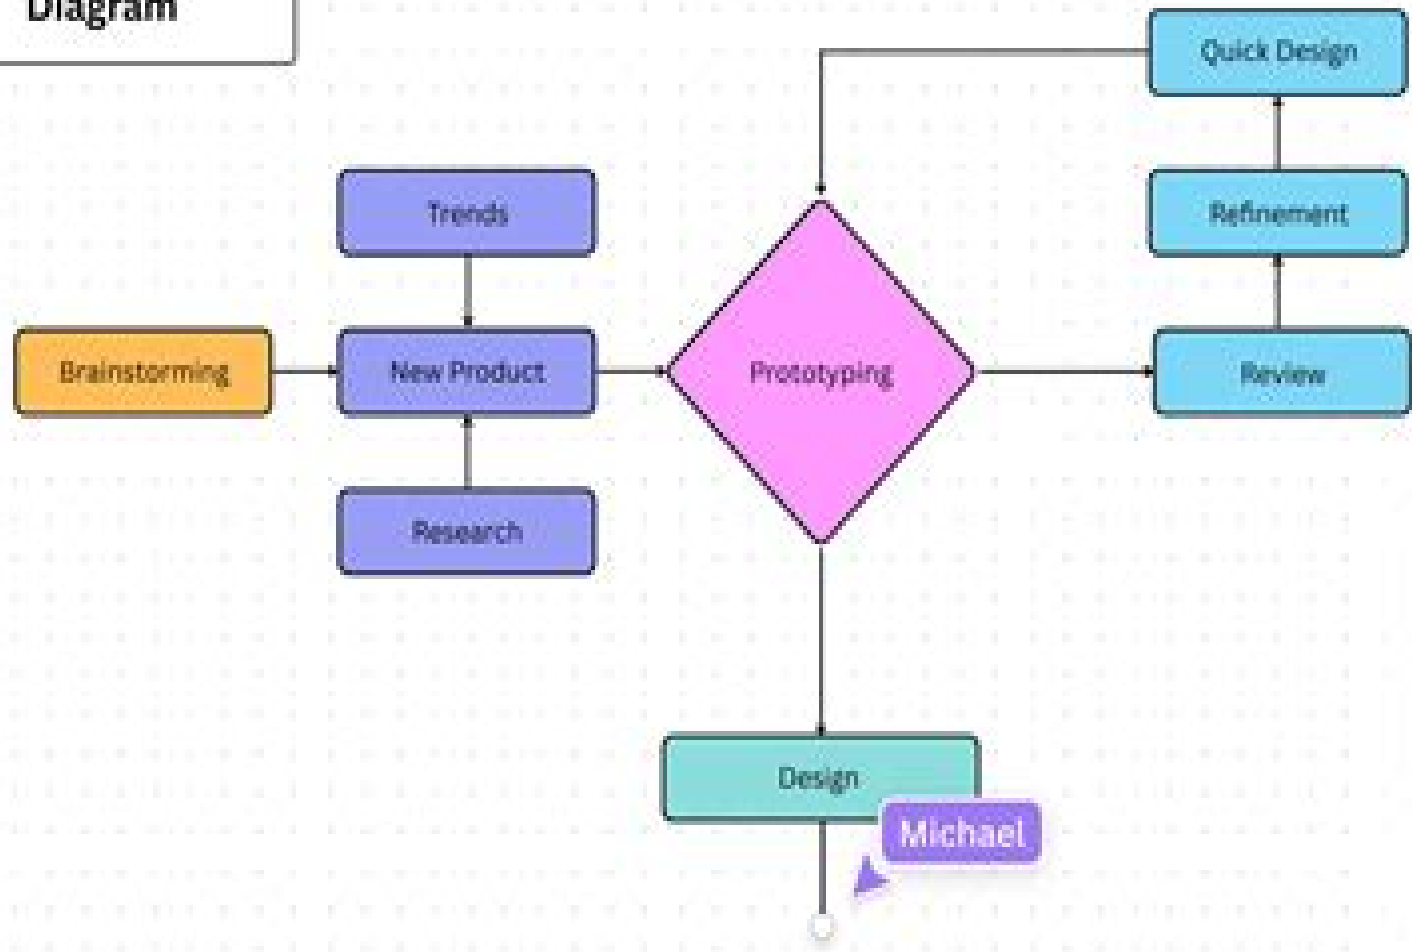 Diagram
Quick Design
Trends
Refinement
Brainstorming
New Product
Prototyping
Review
Research
Design
Michael